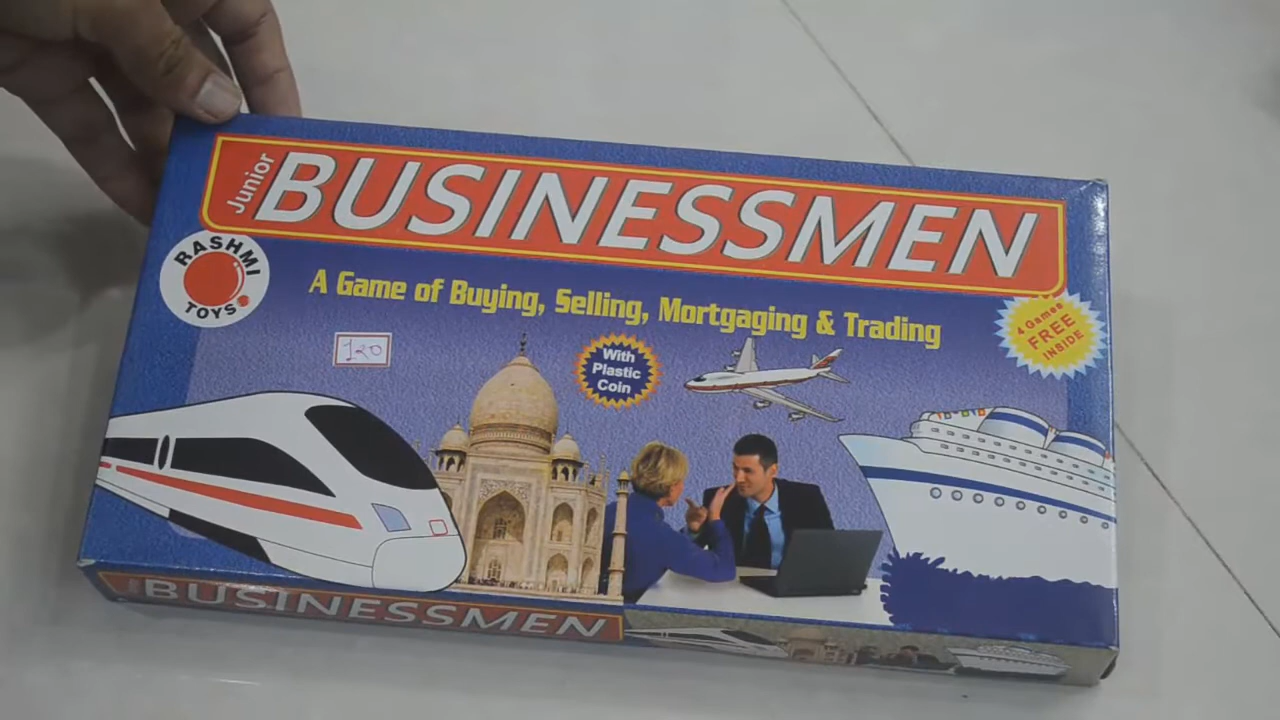 Junior
BUSINESSMEN
RASHMI
TOYS
A Game of Buying, Selling, Mortgaging & Trading
4 Games
FREE
INSIDE
120
With
Plastic
Coin
BUSINESSMEN